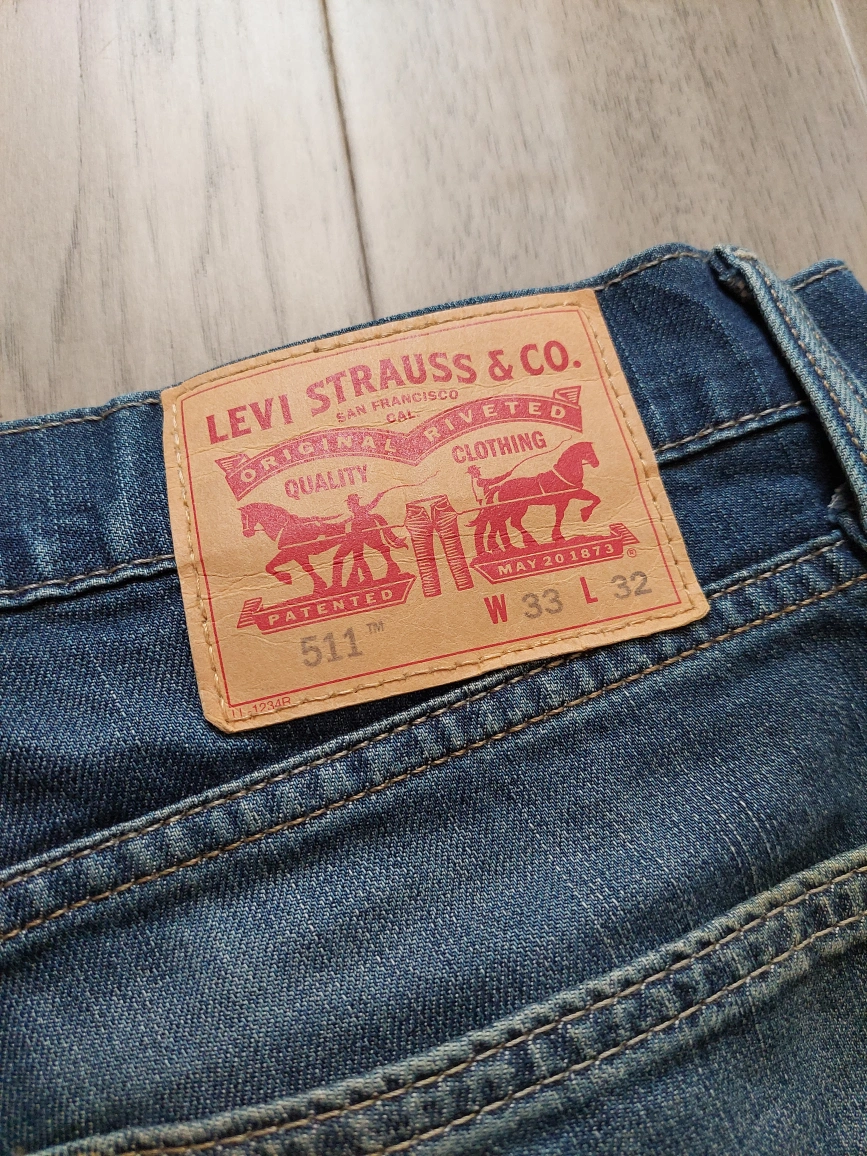 LEVI STRAUSS & CO.
SAN FRANCISCO
CAL
ORIGINAL RIVETED
QUALITY CLOTHING
PATENTED MAY 20 1873 ®
511™ W 33 L 32